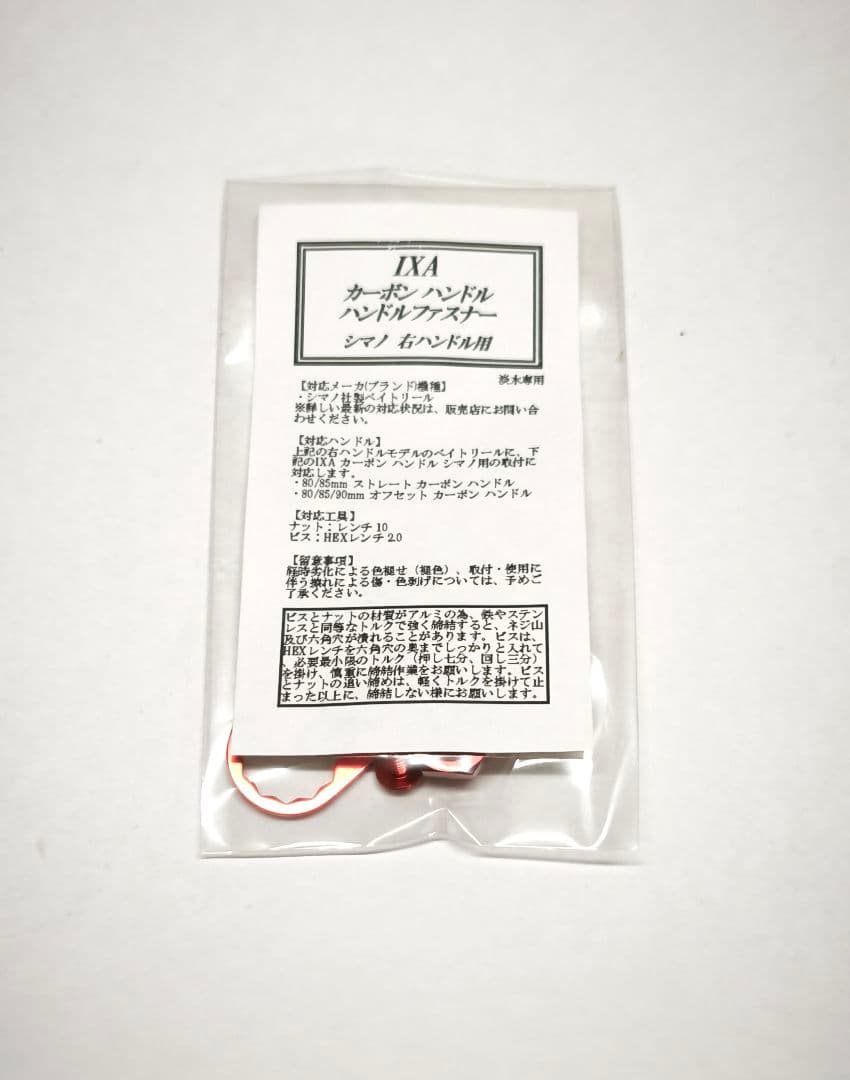 IXA
カーボン ハンドル
ハンドルファスナー
シマノ 右ハンドル用
淡水専用
【対応メーカ(ブランド)機種】
・シマノ社製ベイトリール
※詳しい最新の対応状況は、販売店にお問い合
わせください。
【対応ハンドル】
上記の右ハンドルモデルのベイトリールに、下
記のIXA カーボン ハンドル シマノ用の取付に
対応します。
・80/85mm ストレート カーボン ハンドル
・80/85/90mm オフセット カーボン ハンドル
【対応工具】
ナット：レンチ 10
ビス：HEXレンチ 2.0
【留意事項】
経時劣化による色褪せ（褪色）、取付・使用に
伴う擦れによる傷・色剥げについては、予めご
了承ください。
ビスとナットの材質がアルミの為、鉄やステン
レスと同等なトルクで強く締結すると、ネジ山
及び六角穴が潰れることがあります。ビスは、
HEXレンチを六角穴の奥までしっかりと入れて
、必要最小限のトルク（押し七分、回し三分）
を掛け、慎重に締結作業をお願いします。ビス
とナットの追い締めは、軽くトルクを掛けて止
まった以上に、締結しない様にお願いします。